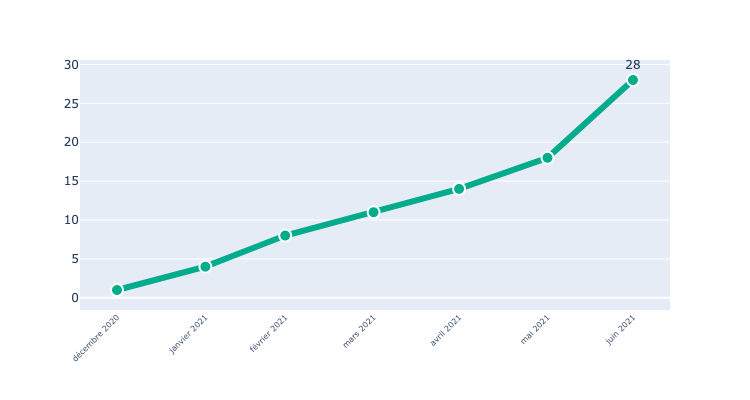 30
28
25
20
15
10
5
0
décembre 2020
janvier 2021
février 2021
mars 2021
avril 2021
mai 2021
juin 2021